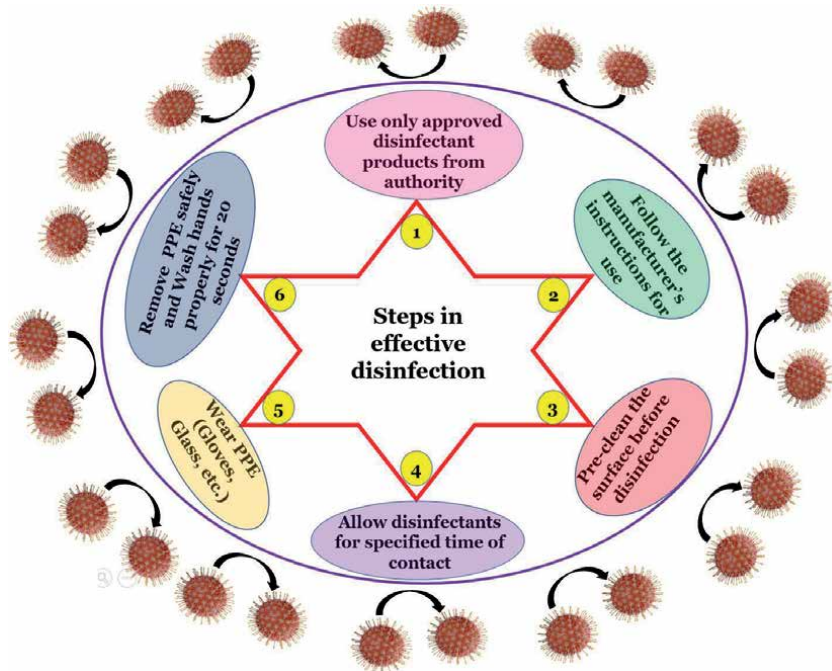 Use only approved
disinfectant
products from
authority
1
Follow the
manufacturer's
instructions for
use
2
Pre-clean the
surface before
disinfection
3
Allow disinfectants
for specified time of
contact
4
Wear PPE
(Gloves,
Glass, etc.)
5
Remove PPE safely
and Wash hands
properly for 20
seconds
6
Steps in
effective
disinfection